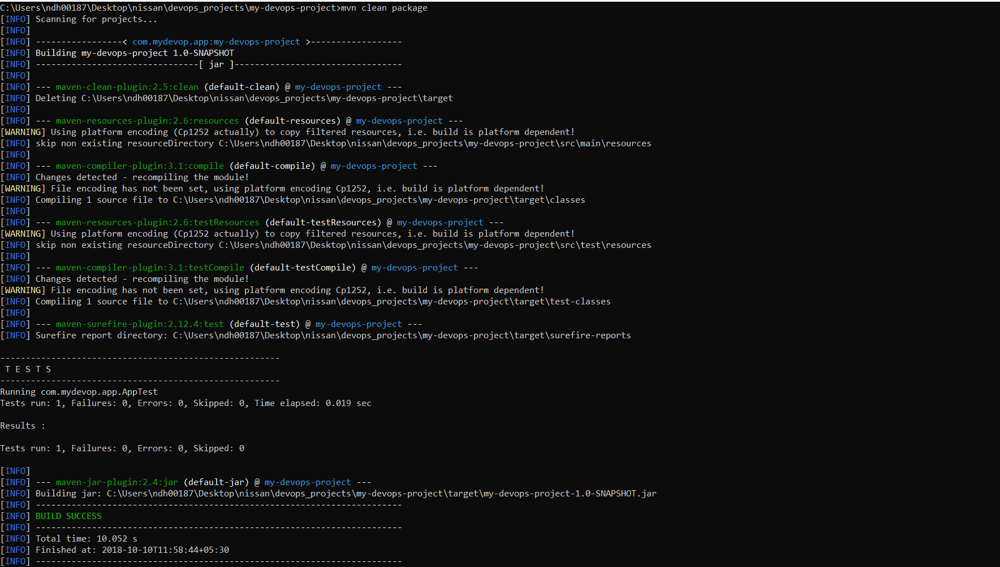 C:\Users\ndh00187\Desktop\nissan\devops_projects\my-devops-project>mvn clean package
[INFO] Scanning for projects...
[INFO]
[INFO] -----------------< com.mydevop.app:my-devops-project >------------------
[INFO] Building my-devops-project 1.0-SNAPSHOT
[INFO] --------------------------------[ jar ]---------------------------------
[INFO]
[INFO] --- maven-clean-plugin:2.5:clean (default-clean) @ my-devops-project ---
[INFO] Deleting C:\Users\ndh00187\Desktop\nissan\devops_projects\my-devops-project\target
[INFO]
[INFO] --- maven-resources-plugin:2.6:resources (default-resources) @ my-devops-project ---
[WARNING] Using platform encoding (Cp1252 actually) to copy filtered resources, i.e. build is platform dependent!
[INFO] skip non existing resourceDirectory C:\Users\ndh00187\Desktop\nissan\devops_projects\my-devops-project\src\main\resources
[INFO]
[INFO] --- maven-compiler-plugin:3.1:compile (default-compile) @ my-devops-project ---
[INFO] Changes detected - recompiling the module!
[WARNING] File encoding has not been set, using platform encoding Cp1252, i.e. build is platform dependent!
[INFO] Compiling 1 source file to C:\Users\ndh00187\Desktop\nissan\devops_projects\my-devops-project\target\classes
[INFO]
[INFO] --- maven-resources-plugin:2.6:testResources (default-testResources) @ my-devops-project ---
[WARNING] Using platform encoding (Cp1252 actually) to copy filtered resources, i.e. build is platform dependent!
[INFO] skip non existing resourceDirectory C:\Users\ndh00187\Desktop\nissan\devops_projects\my-devops-project\src\test\resources
[INFO]
[INFO] --- maven-compiler-plugin:3.1:testCompile (default-testCompile) @ my-devops-project ---
[INFO] Changes detected - recompiling the module!
[WARNING] File encoding has not been set, using platform encoding Cp1252, i.e. build is platform dependent!
[INFO] Compiling 1 source file to C:\Users\ndh00187\Desktop\nissan\devops_projects\my-devops-project\target\test-classes
[INFO]
[INFO] --- maven-surefire-plugin:2.12.4:test (default-test) @ my-devops-project ---
[INFO] Surefire report directory: C:\Users\ndh00187\Desktop\nissan\devops_projects\my-devops-project\target\surefire-reports
-------------------------------------------------------
T E S T S
-------------------------------------------------------
Running com.mydevop.app.AppTest
Tests run: 1, Failures: 0, Errors: 0, Skipped: 0, Time elapsed: 0.019 sec
Results :
Tests run: 1, Failures: 0, Errors: 0, Skipped: 0
[INFO]
[INFO] --- maven-jar-plugin:2.4:jar (default-jar) @ my-devops-project ---
[INFO] Building jar: C:\Users\ndh00187\Desktop\nissan\devops_projects\my-devops-project\target\my-devops-project-1.0-SNAPSHOT.jar
[INFO] ------------------------------------------------------------------------
[INFO] BUILD SUCCESS
[INFO] ------------------------------------------------------------------------
[INFO] Total time: 10.052 s
[INFO] Finished at: 2018-10-10T11:58:44+05:30
[INFO] ------------------------------------------------------------------------